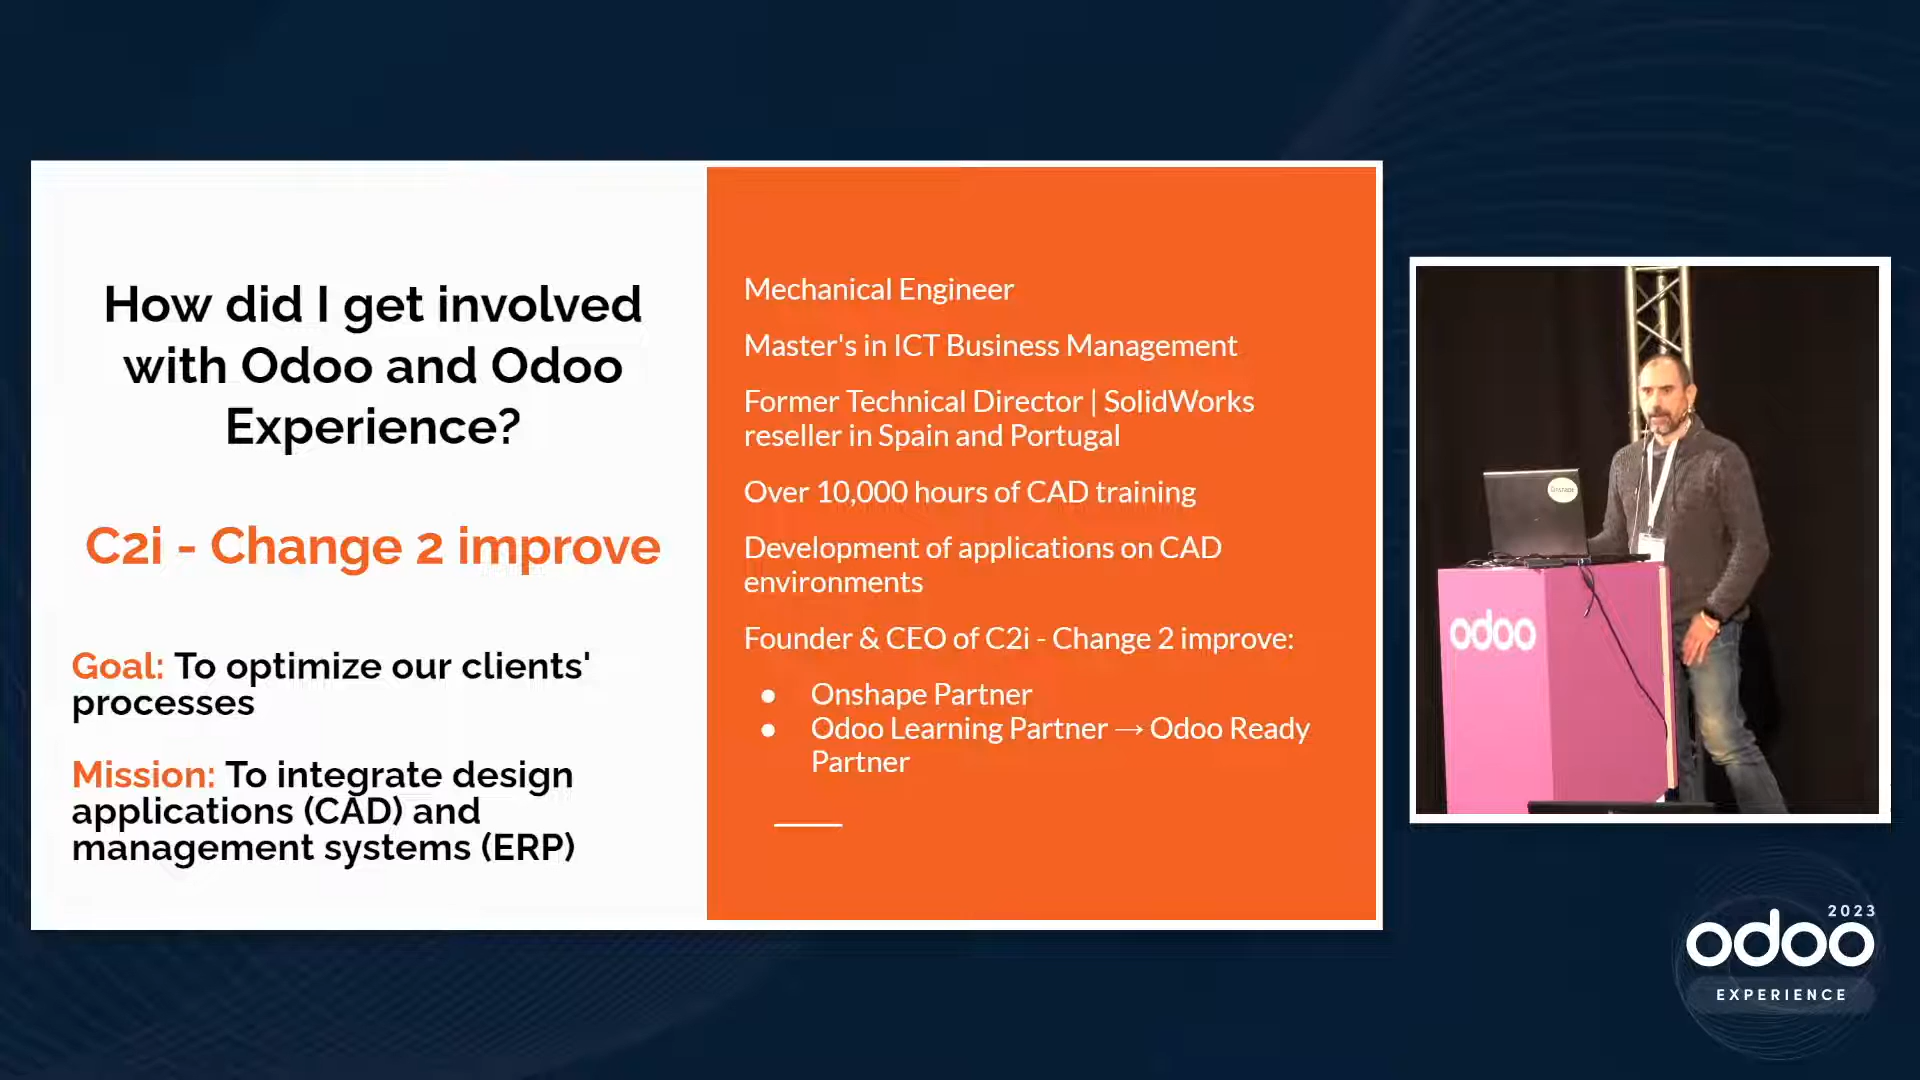 How did I get involved
with Odoo and Odoo
Experience?
C2i - Change 2 improve
Goal: To optimize our clients'
processes
Mission: To integrate design
applications (CAD) and
management systems (ERP)
Mechanical Engineer
Master's in ICT Business Management
Former Technical Director | SolidWorks
reseller in Spain and Portugal
Over 10,000 hours of CAD training
Development of applications on CAD
environments
Founder & CEO of C2i - Change 2 improve:
● Onshape Partner
● Odoo Learning Partner → Odoo Ready
Partner
odoo
2023
odoo
EXPERIENCE